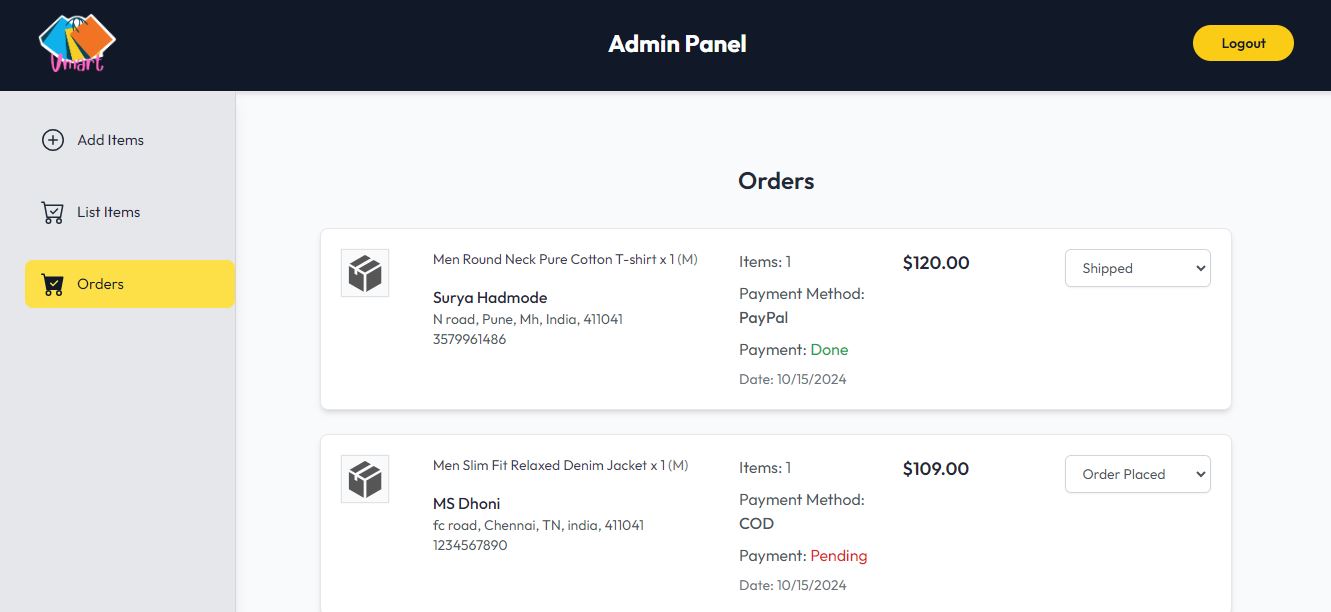 Vmart
Admin Panel
Logout
Add Items
List Items
Orders
Orders
Men Round Neck Pure Cotton T-shirt x 1 (M)
Surya Hadmode
N road, Pune, Mh, India, 411041
3579961486
Items: 1
Payment Method:
PayPal
Payment: Done
Date: 10/15/2024
$120.00
Shipped
Men Slim Fit Relaxed Denim Jacket x 1 (M)
MS Dhoni
fc road, Chennai, TN, india, 411041
1234567890
Items: 1
Payment Method:
COD
Payment: Pending
Date: 10/15/2024
$109.00
Order Placed